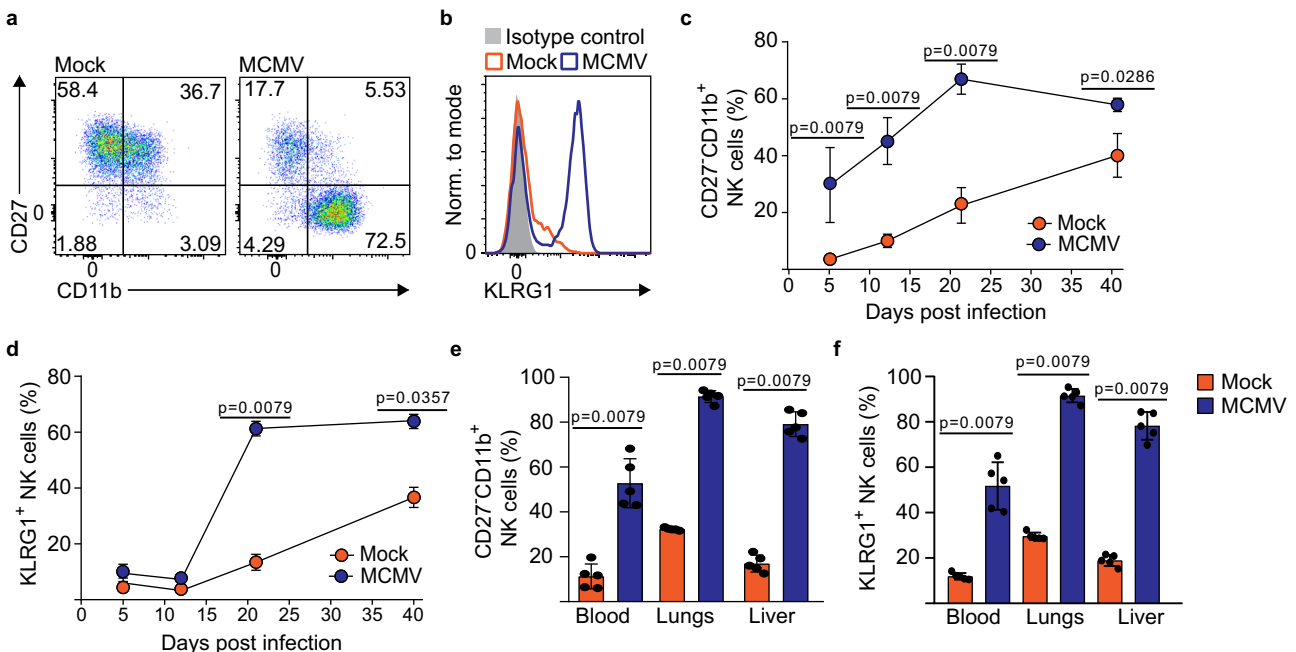 a
Mock
MCMV
58.4
36.7
17.7
5.53
1.88
3.09
4.29
72.5
CD27
0
0
0
CD11b
b
Isotype control
Mock
MCMV
Norm. to mode
0
0
KLRG1
c
CD27⁻CD11b⁺
NK cells (%)
80
60
40
20
0
5
10
15
20
25
30
35
40
Days post infection
p=0.0079
p=0.0079
p=0.0079
p=0.0286
Mock
MCMV
d
KLRG1⁺ NK cells (%)
80
60
40
20
0
5
10
15
20
25
30
35
40
Days post infection
p=0.0079
p=0.0357
Mock
MCMV
e
CD27⁻CD11b⁺
NK cells (%)
100
80
60
40
20
p=0.0079
p=0.0079
p=0.0079
Blood
Lungs
Liver
f
KLRG1⁺ NK cells (%)
100
80
60
40
20
p=0.0079
p=0.0079
p=0.0079
Blood
Lungs
Liver
Mock
MCMV